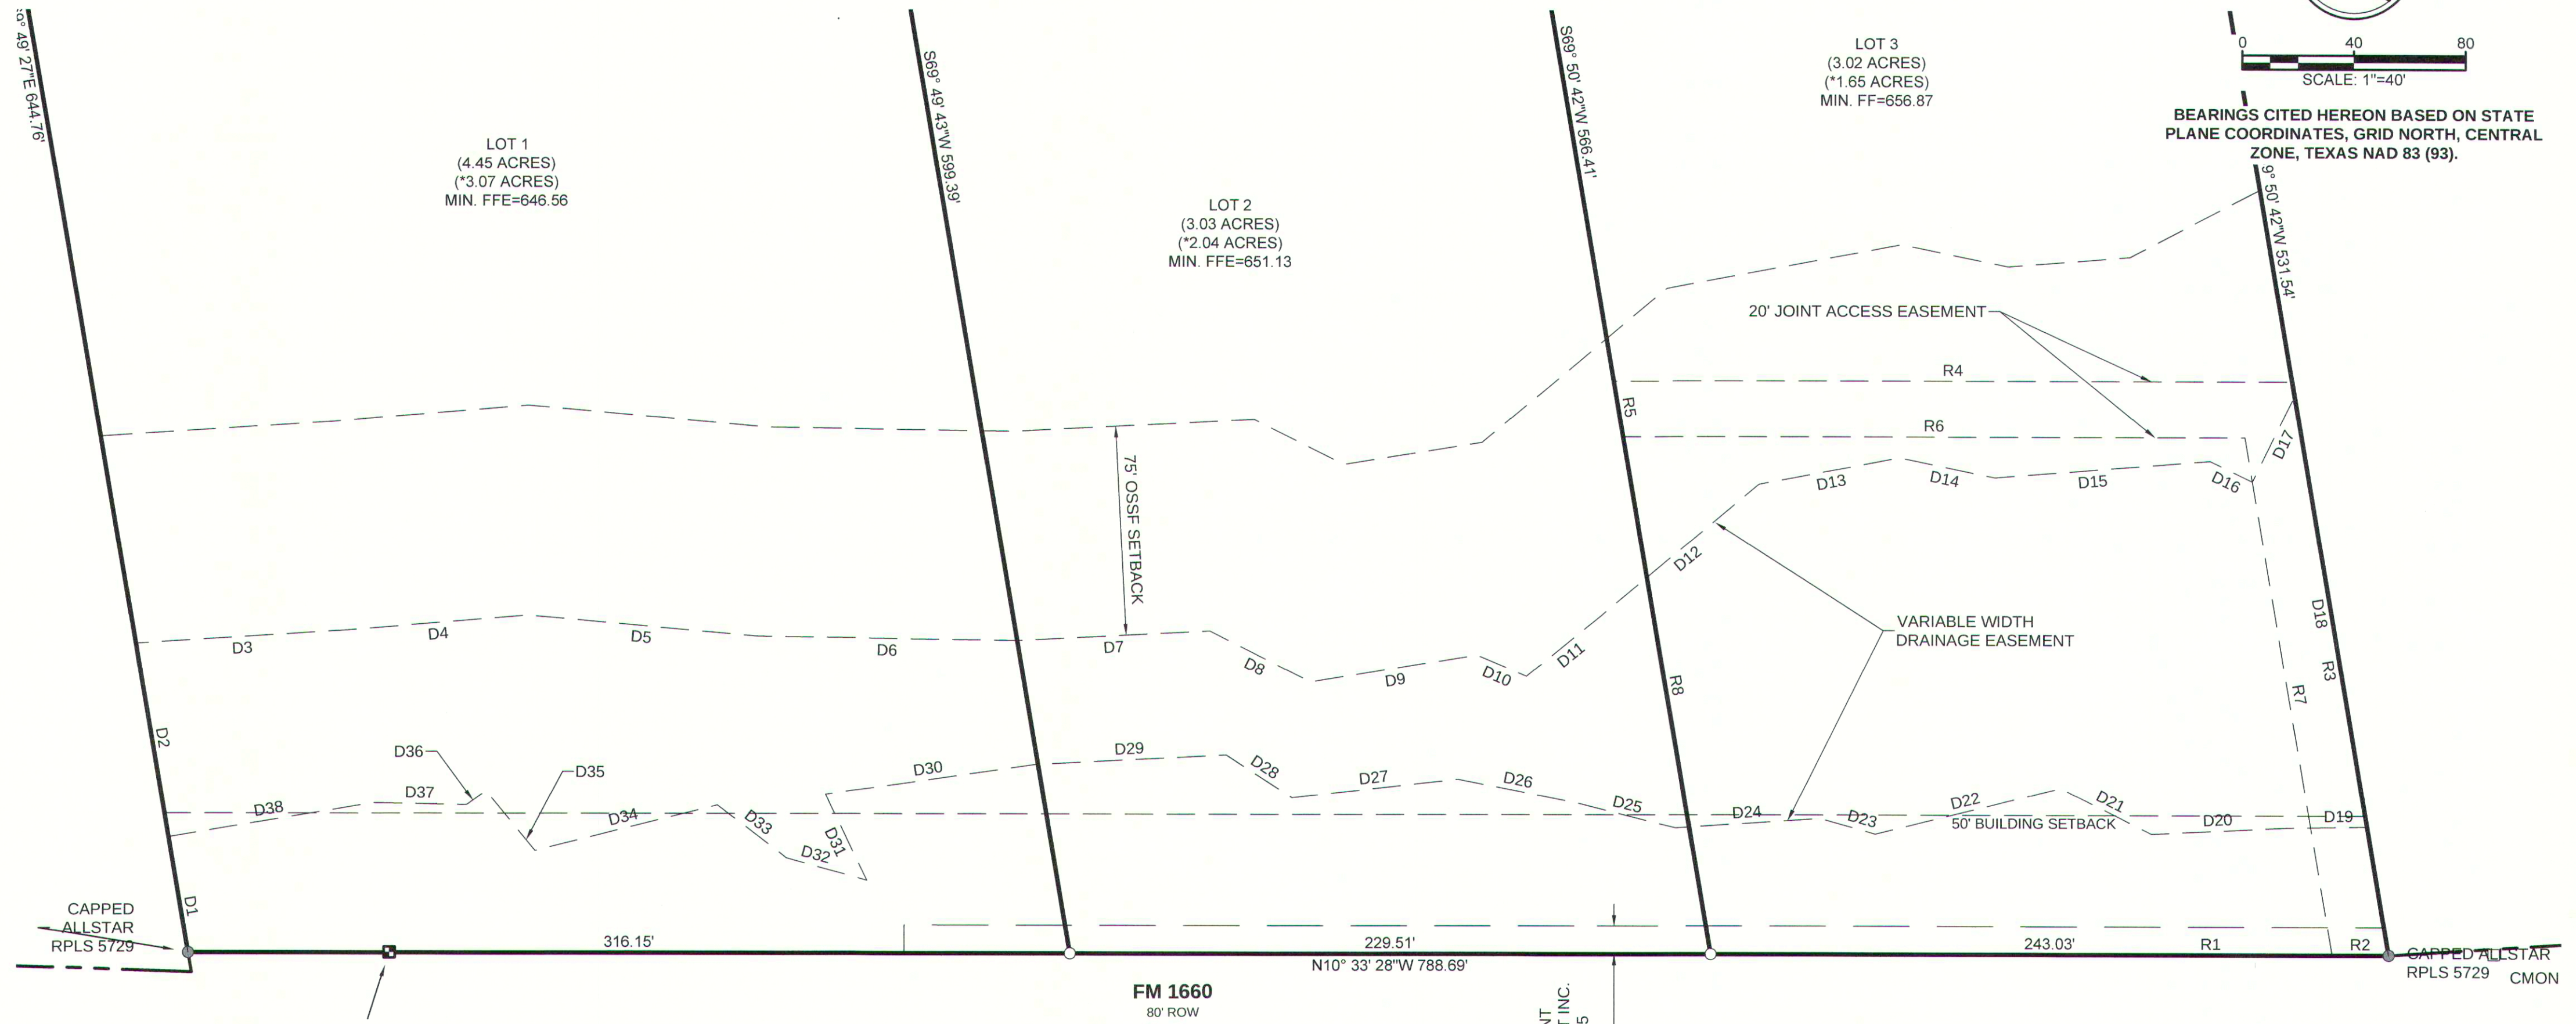 9° 49' 27"E 644.76'
S69° 49' 43"W 599.39'
S69° 50' 42"W 566.41'
9° 50' 42"W 531.54'
0 40 80
SCALE: 1"=40'
BEARINGS CITED HEREON BASED ON STATE
PLANE COORDINATES, GRID NORTH, CENTRAL
ZONE, TEXAS NAD 83 (93).
LOT 1
(4.45 ACRES)
(*3.07 ACRES)
MIN. FFE=646.56
LOT 2
(3.03 ACRES)
(*2.04 ACRES)
MIN. FFE=651.13
LOT 3
(3.02 ACRES)
(*1.65 ACRES)
MIN. FF=656.87
20' JOINT ACCESS EASEMENT
R4
R5
R6
75' OSSF SETBACK
D13
D14
D15
D16
D17
D12
VARIABLE WIDTH
DRAINAGE EASEMENT
D18
R3
R7
R8
D3
D4
D5
D6
D7
D8
D9
D10
D11
D2
D36
D35
D38
D37
D34
D33
D32
D31
D30
D29
D28
D27
D26
D25
D24
D23
D22
D21
D20
D19
50' BUILDING SETBACK
D1
CAPPED
ALLSTAR
RPLS 5729
316.15'
229.51'
243.03'
R1
R2
N10° 33' 28"W 788.69'
CAPPED ALLSTAR
RPLS 5729
CMON
FM 1660
80' ROW
NT
T INC.
5